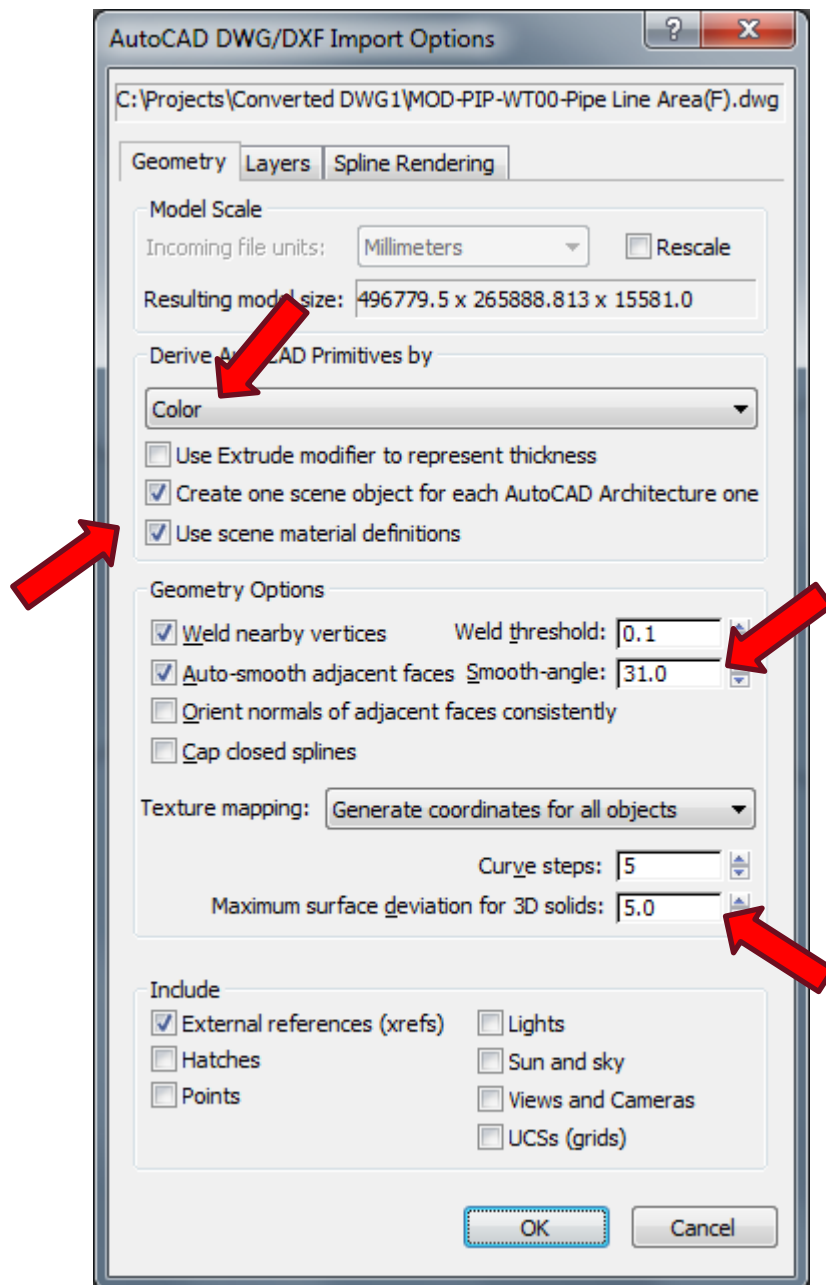 AutoCAD DWG/DXF Import Options
C:\Projects\Converted DWG1\MOD-PIP-WT00-Pipe Line Area(F).dwg
Geometry Layers Spline Rendering
Model Scale
Incoming file units: Millimeters Rescale
Resulting model size: 496779.5 x 265888.813 x 15581.0
Derive AutoCAD Primitives by
Color
Use Extrude modifier to represent thickness
Create one scene object for each AutoCAD Architecture one
Use scene material definitions
Geometry Options
Weld nearby vertices Weld threshold: 0.1
Auto-smooth adjacent faces Smooth-angle: 31.0
Orient normals of adjacent faces consistently
Cap closed splines
Texture mapping: Generate coordinates for all objects
Curve steps: 5
Maximum surface deviation for 3D solids: 5.0
Include
External references (xrefs) Lights
Hatches Sun and sky
Points Views and Cameras
UCSs (grids)
OK Cancel